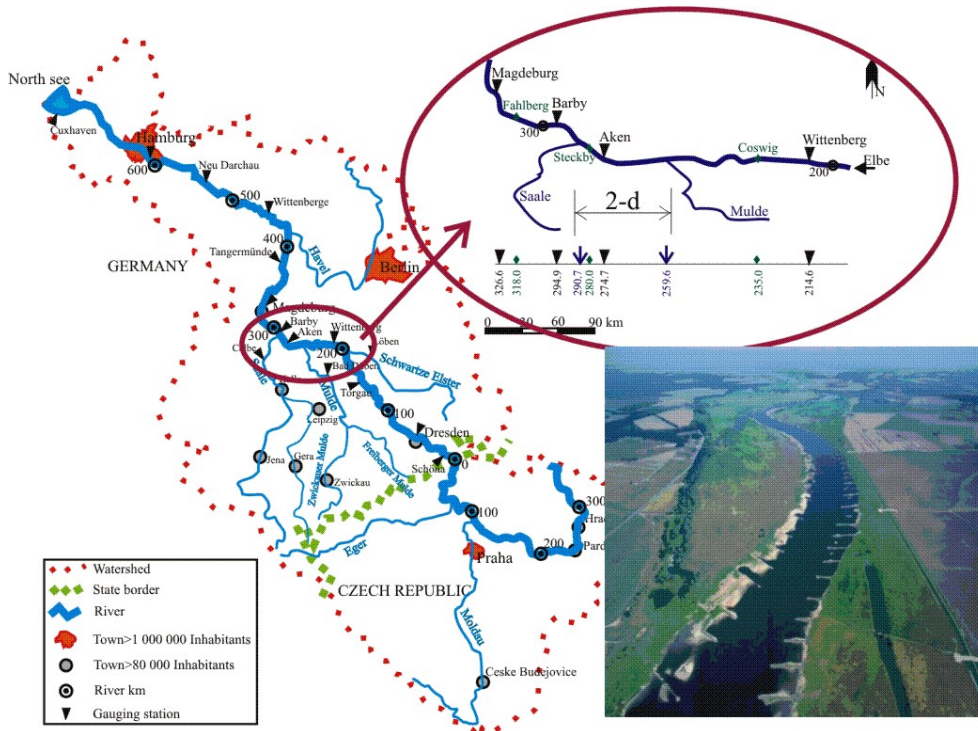 North see
Cuxhaven
Hamburg
600
Neu Darchau
500
Wittenberge
400
Tangermünde
Havel
GERMANY
Berlin
Magdeburg
300
Barby
Aken
Wittenberg
200
Mulde
Schwartze Elster
Torgau
100
Leipzig
Dresden
Schöna
0
Jena
Gera
Zwickauer Mulde
Zwickau
Freiberger Mulde
Eger
100
200
300
Praha
CZECH REPUBLIC
Moldau
Ceske Budejovice
Magdeburg
Fahlberg
300
Barby
Steckby
Aken
Coswig
Wittenberg
200
Elbe
N
Saale
2-d
Mulde
326.6
318.0
294.9
290.7
280.0
274.7
259.6
235.0
214.6
0 30 60 90 km
Watershed
State border
River
Town>1 000 000 Inhabitants
Town>80 000 Inhabitants
River km
Gauging station